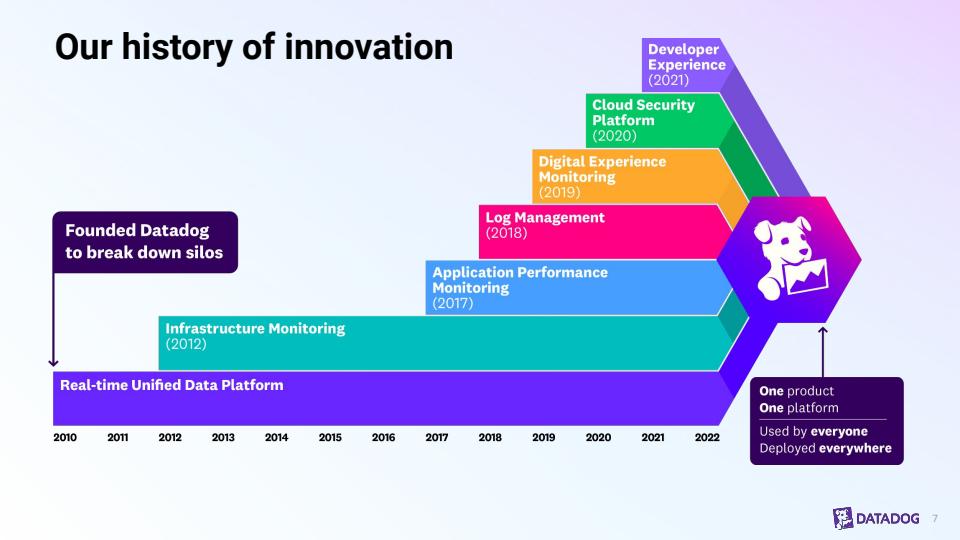 Our history of innovation
Developer
Experience
(2021)
Cloud Security
Platform
(2020)
Digital Experience
Monitoring
(2019)
Log Management
(2018)
Founded Datadog
to break down silos
Application Performance
Monitoring
(2017)
Infrastructure Monitoring
(2012)
Real-time Unified Data Platform
2010 2011 2012 2013 2014 2015 2016 2017 2018 2019 2020 2021 2022
One product
One platform
Used by everyone
Deployed everywhere
DATADOG 7